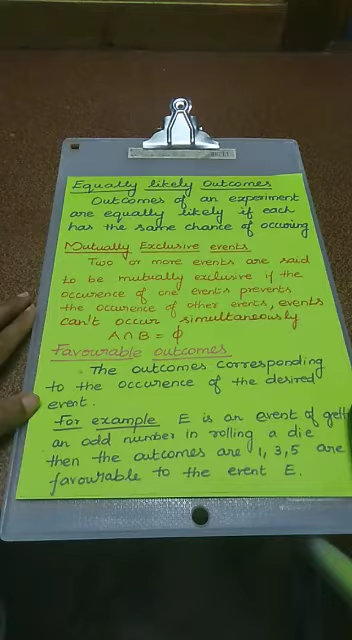 Equally likely Outcomes
Outcomes of an experiment
are equally likely if each
has the same chance of occuring
Mutually Exclusive events
Two or more events are said
to be mutually exclusive if the
occurence of one events prevents
the occurence of other events, events
can't occur simultaneously
A ∩ B = ϕ
Favourable outcomes
The outcomes corresponding
to the occurence of the desired
event.
For example E is an event of
an odd number in rolling a die
then the outcomes are 1, 3, 5 are
favourable to the event E.